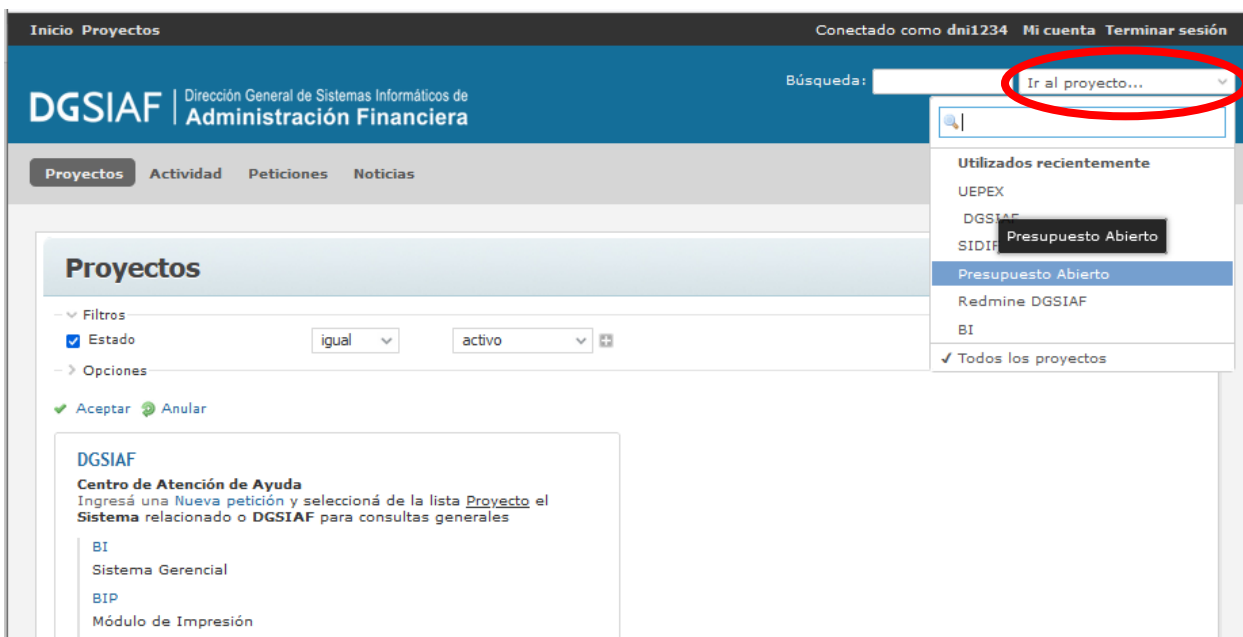 Inicio Proyectos
Conectado como dni1234 Mi cuenta Terminar sesión
Búsqueda:
Ir al proyecto...
DGSIAF
Dirección General de Sistemas Informáticos de
Administración Financiera
Proyectos Actividad Peticiones Noticias
Utilizados recientemente
UEPEX
DGSIAF
SIDIF
Presupuesto Abierto
Presupuesto Abierto
Redmine DGSIAF
BI
✓ Todos los proyectos
Proyectos
Filtros
Estado igual activo
Opciones
Aceptar Anular
DGSIAF
Centro de Atención de Ayuda
Ingresá una Nueva petición y seleccioná de la lista Proyecto el
Sistema relacionado o DGSIAF para consultas generales
BI
Sistema Gerencial
BIP
Módulo de Impresión